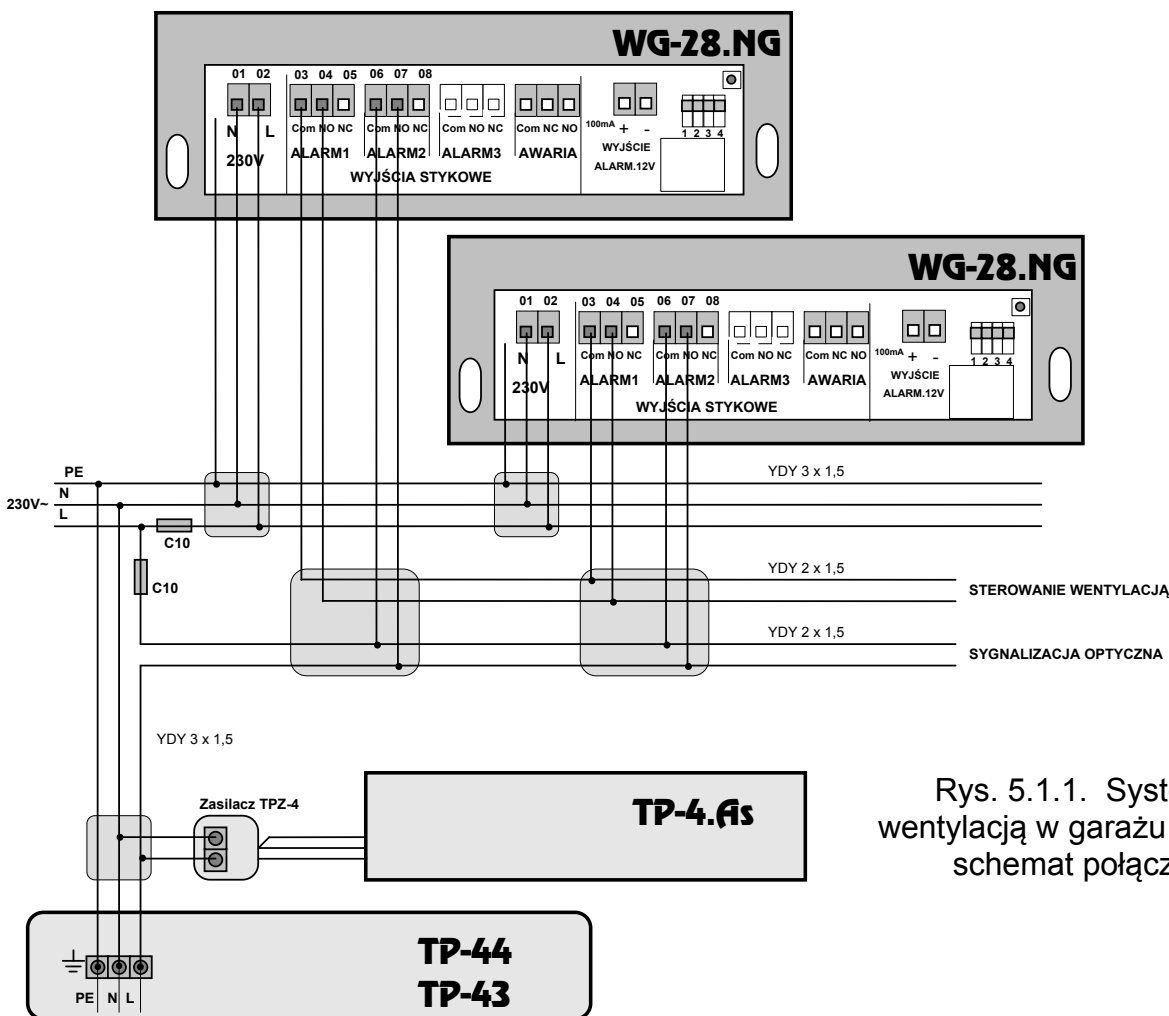 WG-28.NG
01 02 03 04 05 06 07 08
N L Com NO NC Com NO NC Com NO NC Com NC NO 100mA + - 1 2 3 4
230V ALARM1 ALARM2 ALARM3 AWARIA WYJŚCIE
WYJŚCIA STYKOWE ALARM.12V
WG-28.NG
01 02 03 04 05 06 07 08
N L Com NO NC Com NO NC Com NO NC Com NC NO 100mA + - 1 2 3 4
230V ALARM1 ALARM2 ALARM3 AWARIA WYJŚCIE
WYJŚCIA STYKOWE ALARM.12V
PE YDY 3 x 1,5
230V~ N
L
C10
C10
YDY 2 x 1,5
STEROWANIE WENTYLACJĄ
YDY 2 x 1,5
SYGNALIZACJA OPTYCZNA
YDY 3 x 1,5
Zasilacz TPZ-4
TP-4.As
Rys. 5.1.1. Syst
wentylacją w garażu
schemat połącz
TP-44
TP-43
PE N L